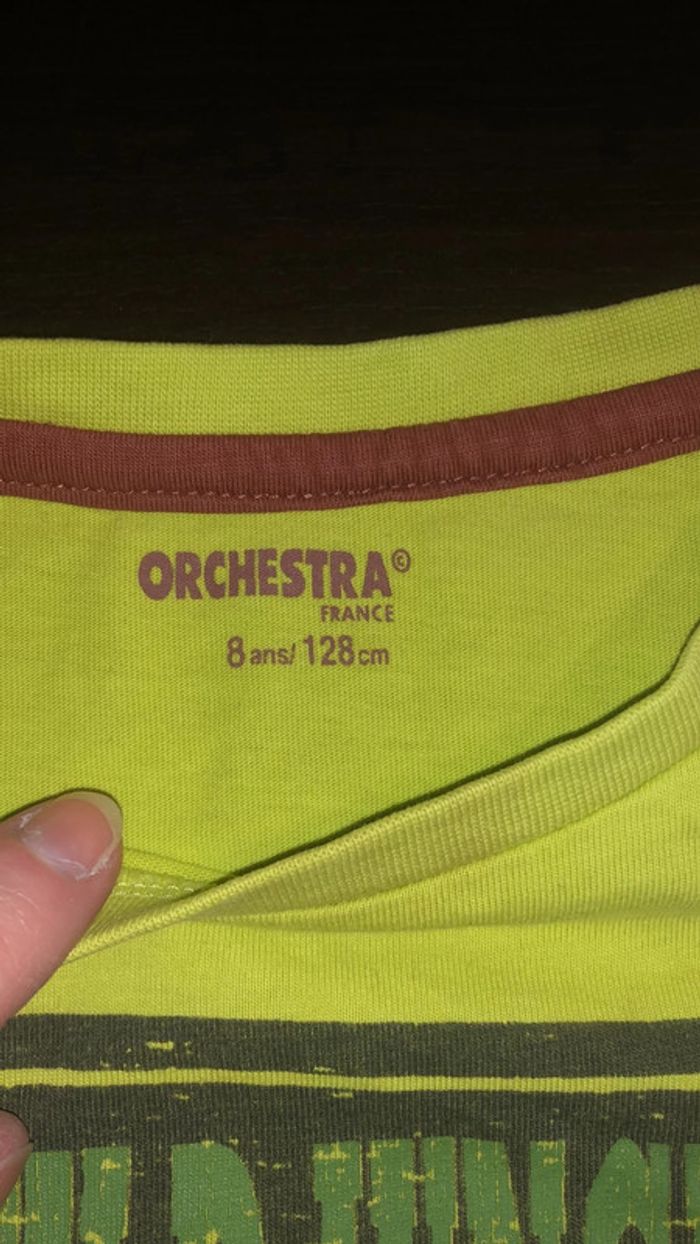 ORCHESTRA©
FRANCE
8 ans/ 128 cm